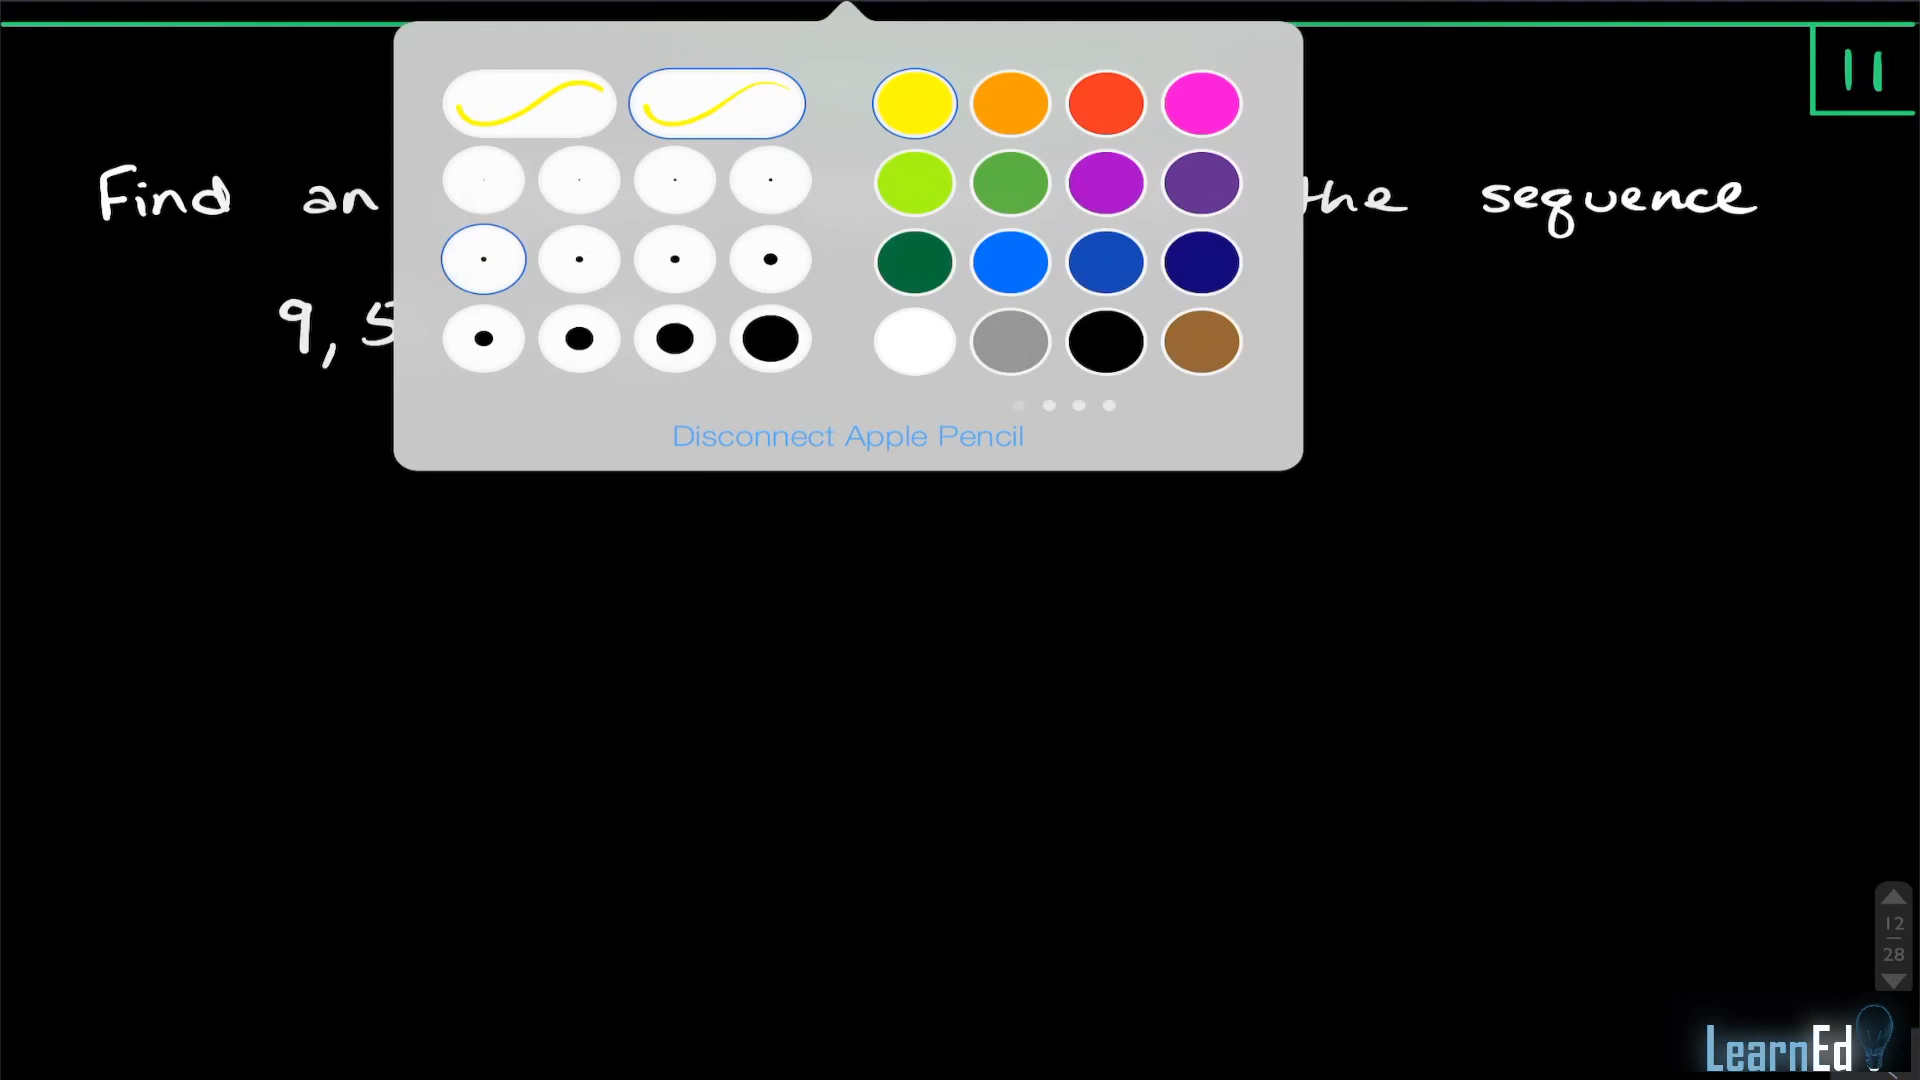 11
Find an the sequence
9, 5
Disconnect Apple Pencil
12
28
LearnEd